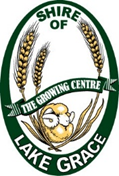 SHIRE
OF
THE GROWING CENTRE
LAKE GRACE